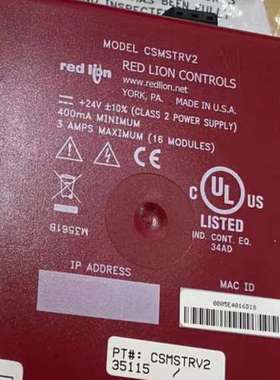 MODEL CSMSTRV2
red lion RED LION CONTROLS
www.redlion.net
YORK, PA. MADE IN U.S.A.
+24V ±10% (CLASS 2 POWER SUPPLY)
400mA MINIMUM
3 AMPS MAXIMUM (16 MODULES)
M3561B
C UL US
LISTED
IND. CONT. EQ.
34AD
IP ADDRESS
MAC ID
0005E4016D18
PT#: CSMSTRV2
35115